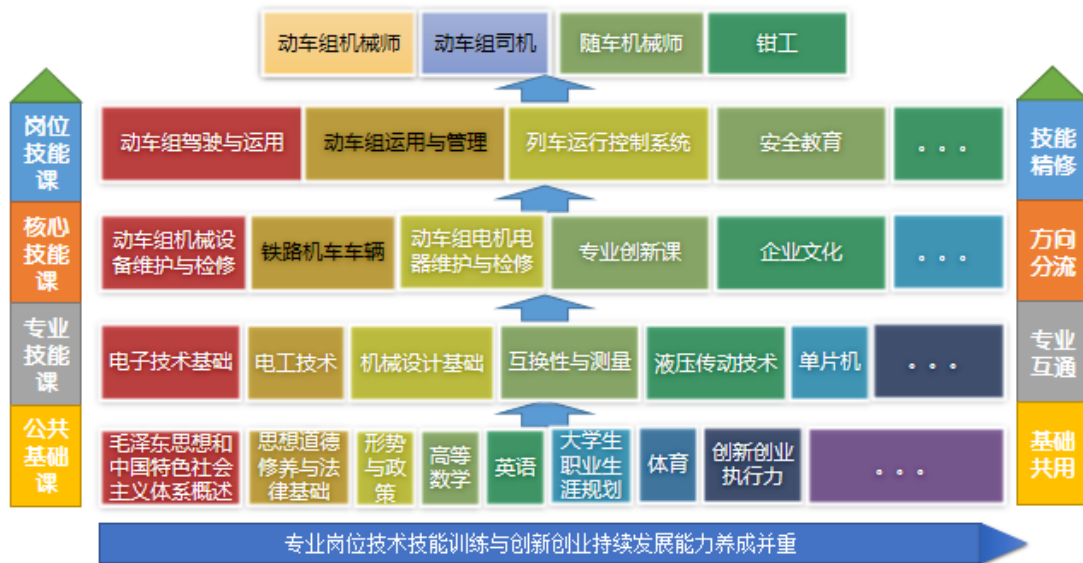 动车组机械师
动车组司机
随车机械师
钳工
岗位
技能
课
动车组驾驶与运用
动车组运用与管理
列车运行控制系统
安全教育
。。。
技能
精修
核心
技能
课
动车组机械设
备维护与检修
铁路机车车辆
动车组电机电
器维护与检修
专业创新课
企业文化
。。。
方向
分流
专业
技能
课
电子技术基础
电工技术
机械设计基础
互换性与测量
液压传动技术
单片机
。。。
专业
互通
公共
基础
课
毛泽东思想和
中国特色社会
主义体系概述
思想道德
修养与法
律基础
形势
与政
策
高等
数学
英语
大学生
职业生
涯规划
体育
创新创业
执行力
。。。
基础
共用
专业岗位技术技能训练与创新创业持续发展能力养成并重